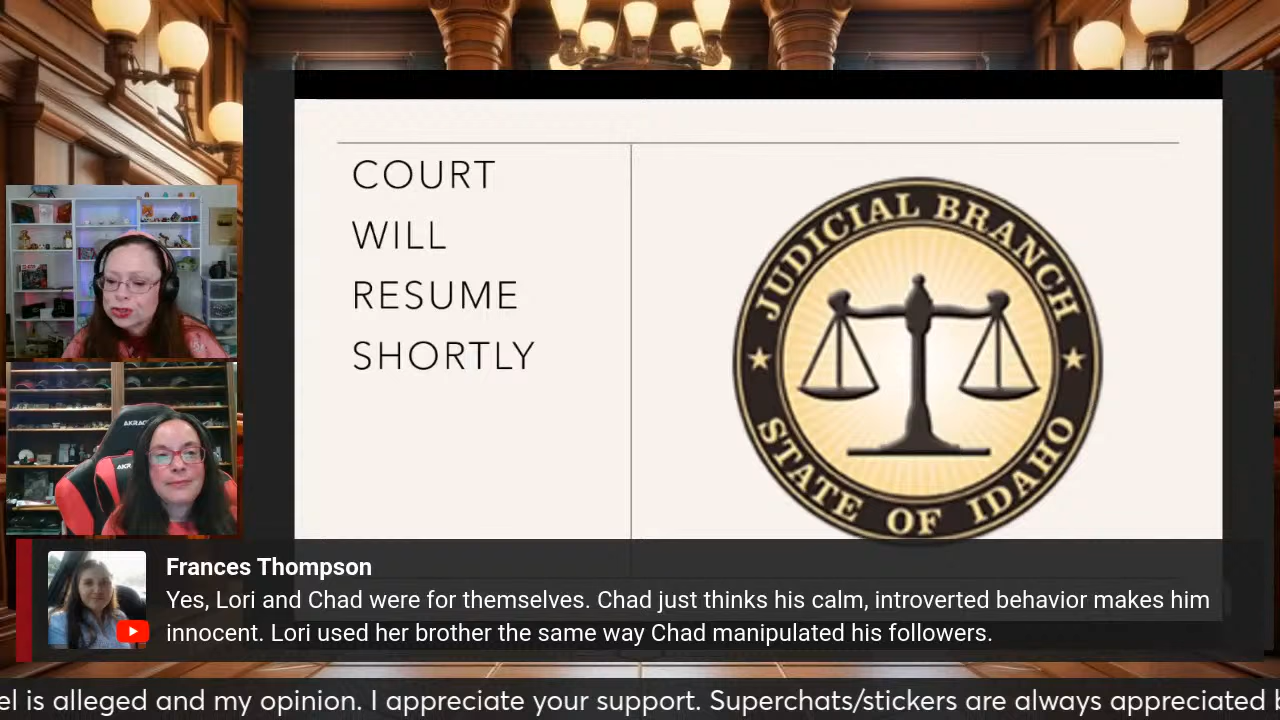 COURT
WILL
RESUME
SHORTLY
JUDICIAL BRANCH
STATE OF IDAHO
AKRACI
AKR
Frances Thompson
Yes, Lori and Chad were for themselves. Chad just thinks his calm, introverted behavior makes him
innocent. Lori used her brother the same way Chad manipulated his followers.
el is alleged and my opinion. I appreciate your support. Superchats/stickers are always appreciated b